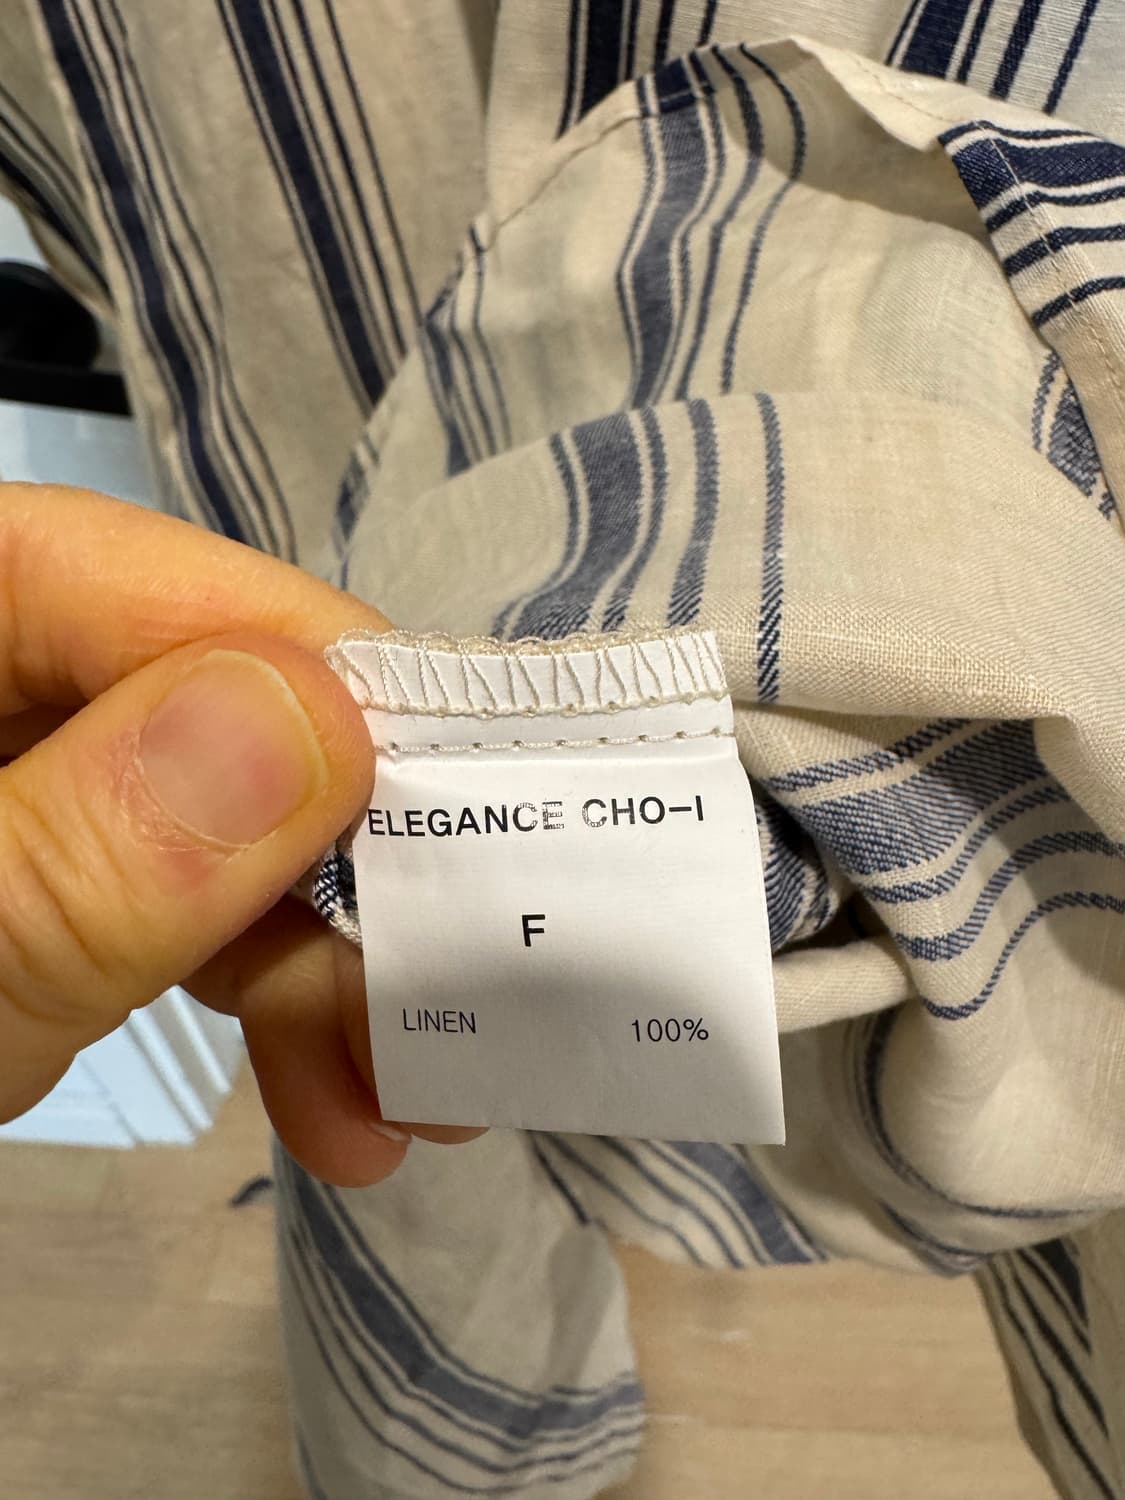 ELEGANCE CHO-I
F
LINEN 100%